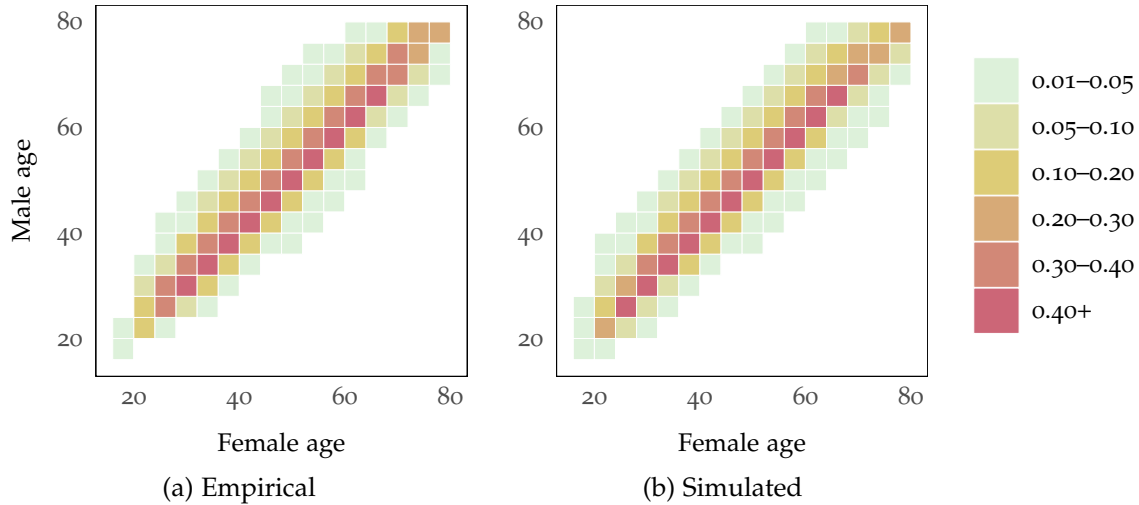 80
60
40
20
Male age
20 40 60 80
Female age
(a) Empirical
80
60
40
20
20 40 60 80
Female age
(b) Simulated
0.01–0.05
0.05–0.10
0.10–0.20
0.20–0.30
0.30–0.40
0.40+